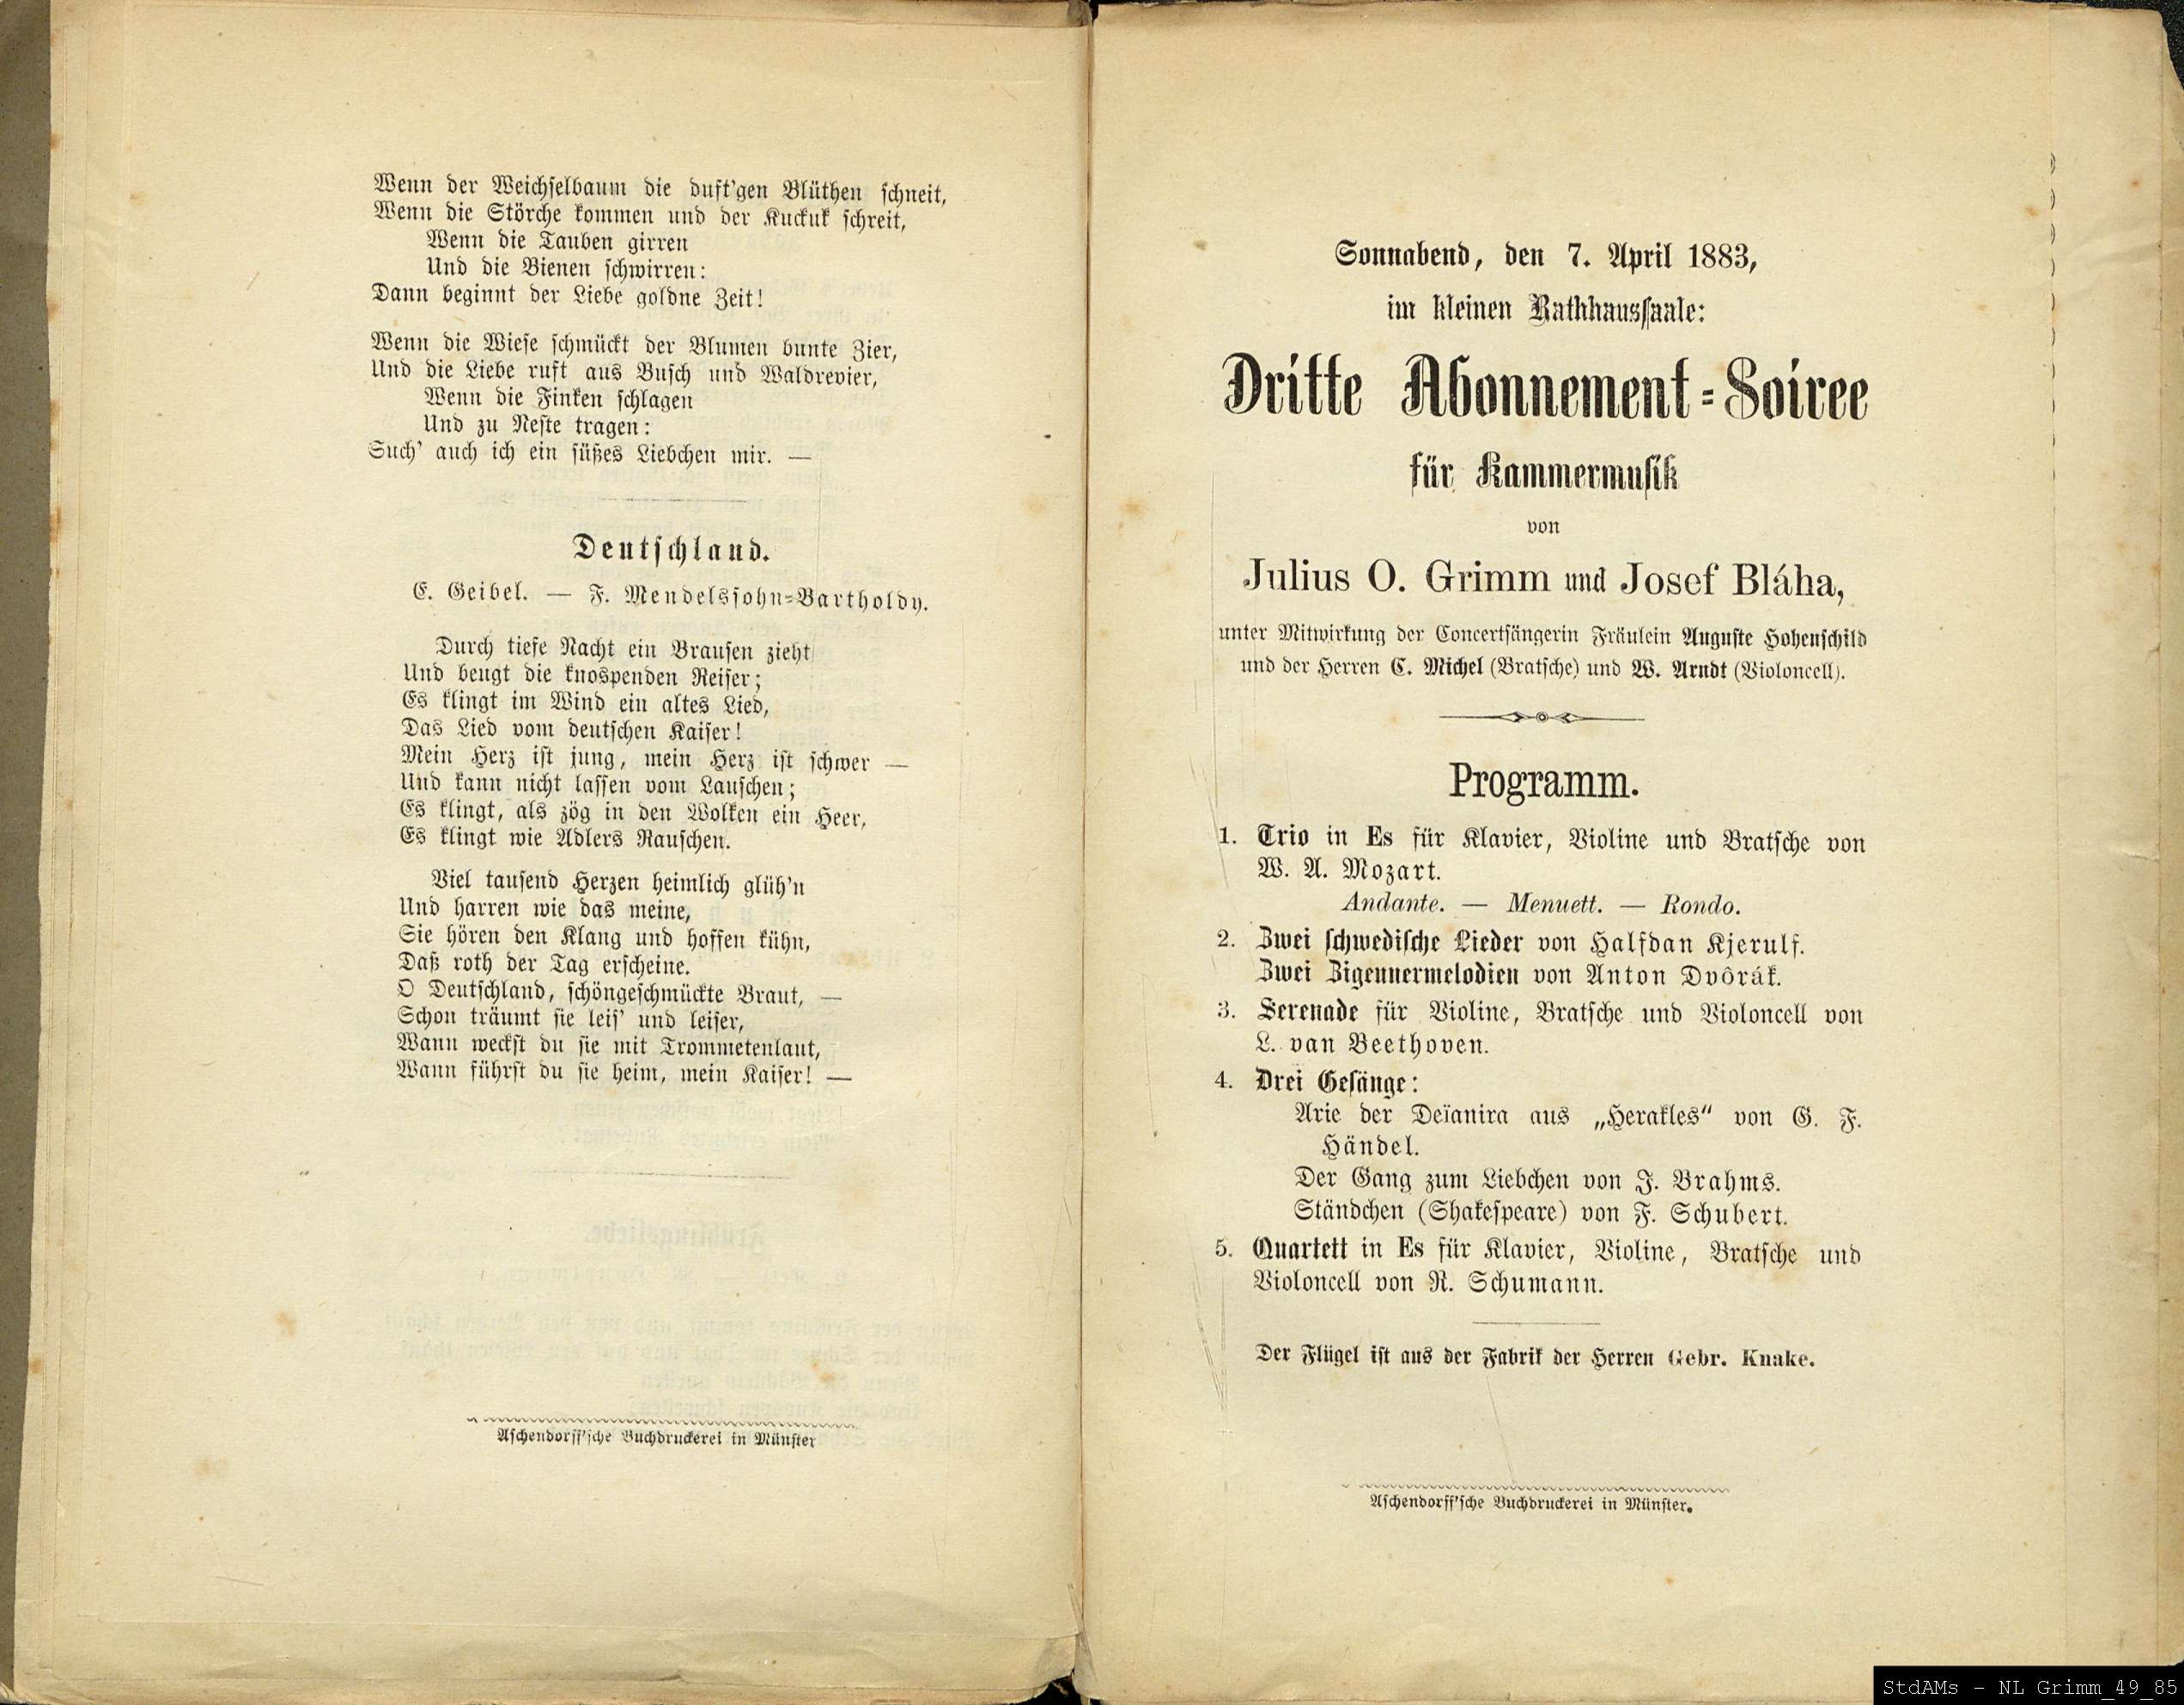 Wenn der Weichselbaum die duft'gen Blüthen schneit,
Wenn die Störche kommen und der Kuckuk schreit,
Wenn die Tauben girren
Und die Bienen schwirren:
Dann beginnt der Liebe goldne Zeit!
Wenn die Wiese schmückt der Blumen bunte Zier,
Und die Liebe ruft aus Busch und Waldrevier,
Wenn die Finken schlagen
Und zu Neste tragen:
Such' auch ich ein süßes Liebchen mir. —
Deutschland.
E. Geibel. — F. Mendelssohn-Bartholdy.
Durch tiefe Nacht ein Brausen zieht
Und beugt die knospenden Reiser;
Es klingt im Wind ein altes Lied,
Das Lied vom deutschen Kaiser!
Mein Herz ist jung, mein Herz ist schwer —
Und kann nicht lassen vom Lauschen;
Es klingt, als zög in den Wolken ein Heer,
Es klingt wie Adlers Rauschen.
Viel tausend Herzen heimlich glüh'n
Und harren wie das meine,
Sie hören den Klang und hoffen kühn,
Daß roth der Tag erscheine.
O Deutschland, schöngeschmückte Braut, —
Schon träumt sie leis' und leiser,
Wann weckst du sie mit Trommetenlaut,
Wann führst du sie heim, mein Kaiser! —
Aschendorff'sche Buchdruckerei in Münster
Sonnabend, den 7. April 1883,
im kleinen Rathhaussaale:
Dritte Abonnement-Soiree
für Kammermusik
von
Julius O. Grimm und Josef Bláha,
unter Mitwirkung der Concertsängerin Fräulein Auguste Hohenschild
und der Herren C. Michel (Bratsche) und W. Arndt (Violoncell).
Programm.
1. Trio in Es für Klavier, Violine und Bratsche von
W. A. Mozart.
Andante. — Menuett. — Rondo.
2. Zwei schwedische Lieder von Halfdan Kjerulf.
Zwei Zigeunermelodien von Anton Dvôrák.
3. Serenade für Violine, Bratsche und Violoncell von
L. van Beethoven.
4. Drei Gesänge:
Arie der Deïanira aus „Herakles" von G. F.
Händel.
Der Gang zum Liebchen von J. Brahms.
Ständchen (Shakespeare) von F. Schubert.
5. Quartett in Es für Klavier, Violine, Bratsche und
Violoncell von R. Schumann.
Der Flügel ist aus der Fabrik der Herren Gebr. Knake.
Aschendorff'sche Buchdruckerei in Münster.
StdAMs - NL Grimm_49_85